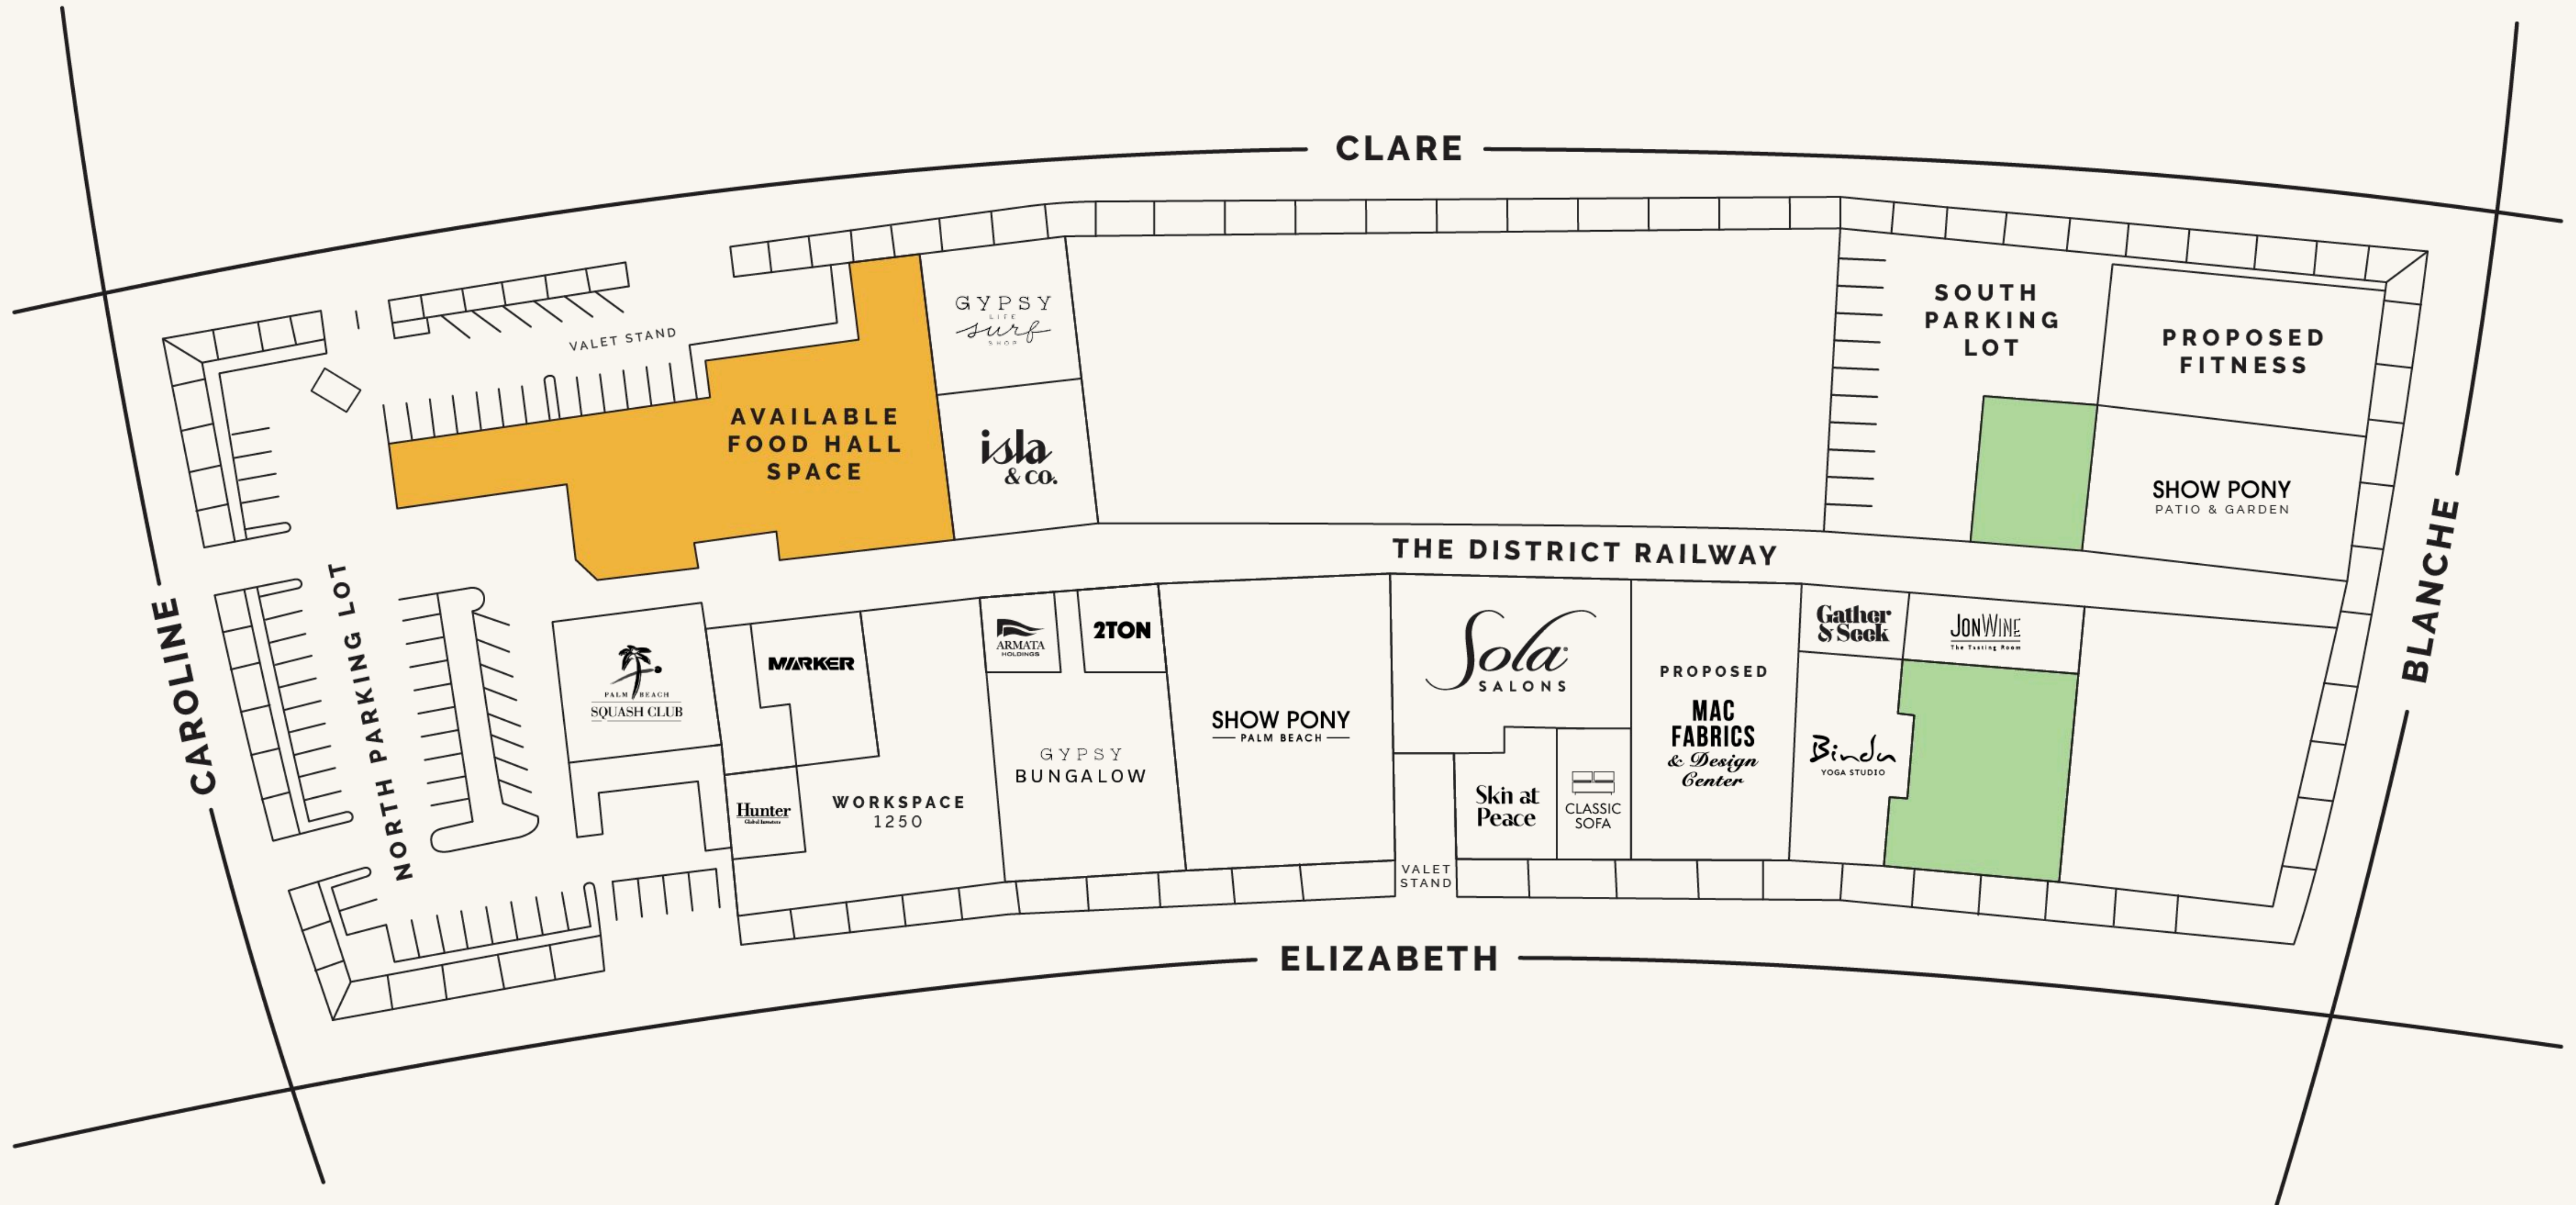 CLARE
GYPSY
LIFE
surf
SHOP
SOUTH
PARKING
LOT
VALET STAND
PROPOSED
FITNESS
AVAILABLE
FOOD HALL
SPACE
isla
& CO.
SHOW PONY
PATIO & GARDEN
THE DISTRICT RAILWAY
CAROLINE
NORTH PARKING LOT
BLANCHE
PALM BEACH
SQUASH CLUB
MARKER
ARMATA
HOLDINGS
2TON
Sola
SALONS
PROPOSED
MAC
FABRICS
& Design
Center
Gather
& Seek
JONWINE
The Tasting Room
Hunter
WORKSPACE
1250
GYPSY
BUNGALOW
SHOW PONY
PALM BEACH
Skin at
Peace
CLASSIC
SOFA
Bindu
YOGA STUDIO
VALET
STAND
ELIZABETH